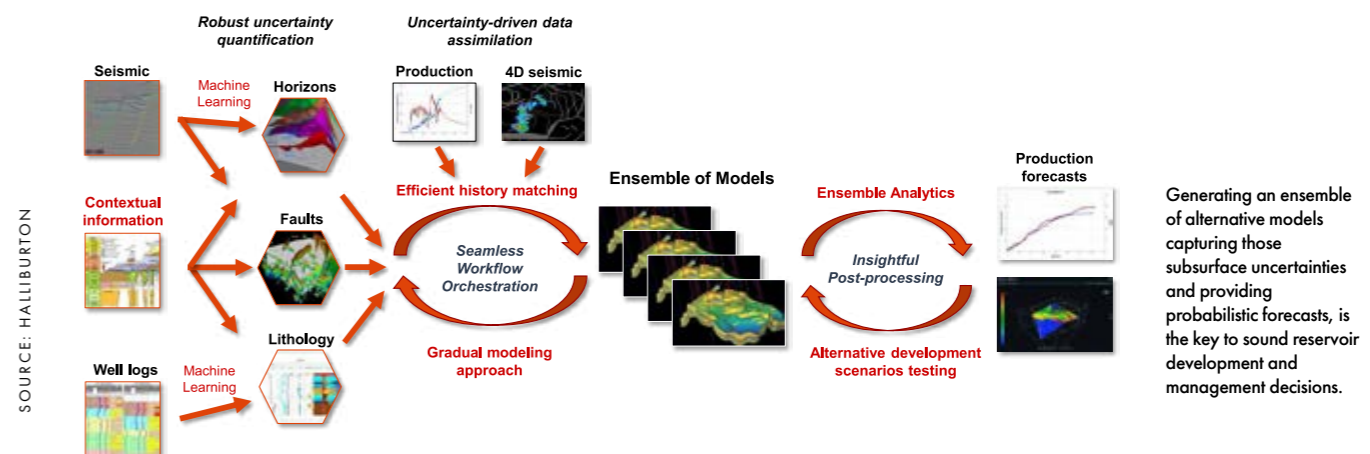 Robust uncertainty
quantification
Uncertainty-driven data
assimilation
Seismic
Machine
Learning
Horizons
Production
4D seismic
Contextual
information
Faults
Efficient history matching
Seamless
Workflow
Orchestration
Gradual modeling
approach
Well logs
Machine
Learning
Lithology
Ensemble of Models
Ensemble Analytics
Insightful
Post-processing
Alternative development
scenarios testing
Production
forecasts
Generating an ensemble
of alternative models
capturing those
subsurface uncertainties
and providing
probabilistic forecasts, is
the key to sound reservoir
development and
management decisions.
SOURCE: HALLIBURTON